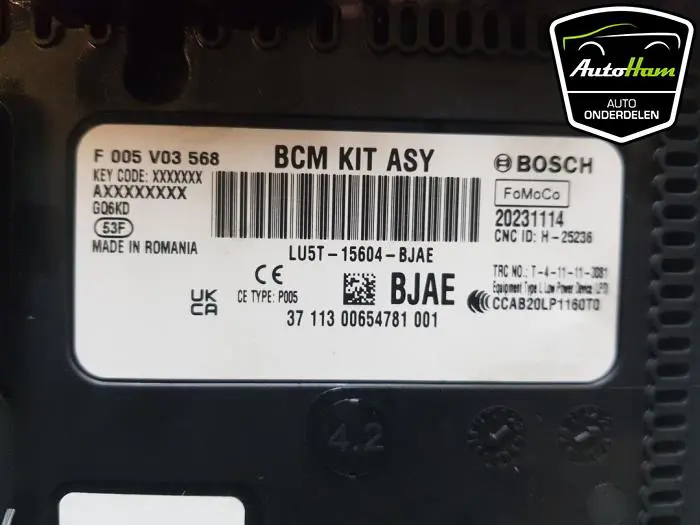 AutoHam
AUTO
ONDERDELEN
F 005 V03 568
BCM KIT ASY
BOSCH
KEY CODE: XXXXXXX
AXXXXXXXX
G06KD
53F
MADE IN ROMANIA
FoMoCo
20231114
CNC ID: H-25236
LU5T-15604-BJAE
TRC NO.: T-4-11-11-3081
Equipment Type: L Low Power Device (LPD)
CCAB20LP1160T0
CE
UK
CA
CE TYPE: P005
BJAE
37 113 00654781 001
4.2